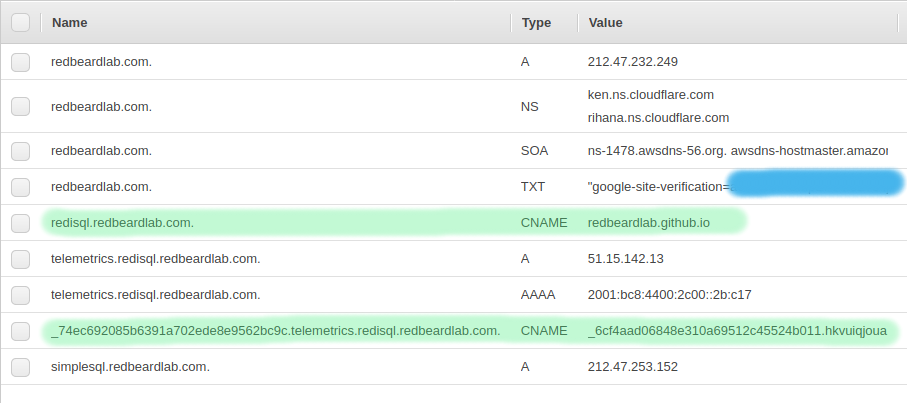 Name Type Value
redbeardlab.com. A 212.47.232.249
redbeardlab.com. NS ken.ns.cloudflare.com
rihana.ns.cloudflare.com
redbeardlab.com. SOA ns-1478.awsdns-56.org. awsdns-hostmaster.amazon
redbeardlab.com. TXT "google-site-verification=
redisql.redbeardlab.com. CNAME redbeardlab.github.io
telemetrics.redisql.redbeardlab.com. A 51.15.142.13
telemetrics.redisql.redbeardlab.com. AAAA 2001:bc8:4400:2c00::2b:c17
_74ec692085b6391a702ede8e9562bc9c.telemetrics.redisql.redbeardlab.com. CNAME _6cf4aad06848e310a69512c45524b011.hkvuiqjoua
simplesql.redbeardlab.com. A 212.47.253.152